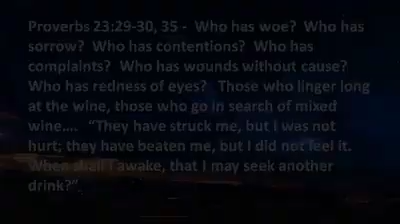 Proverbs 23:29-30, 35 - Who has woe? Who has
sorrow? Who has contentions? Who has
complaints? Who has wounds without cause?
Who has redness of eyes? Those who linger long
at the wine, those who go in search of mixed
wine.... "They have struck me, but I was not
hurt; they have beaten me, but I did not feel it.
When shall I awake, that I may seek another
drink?"